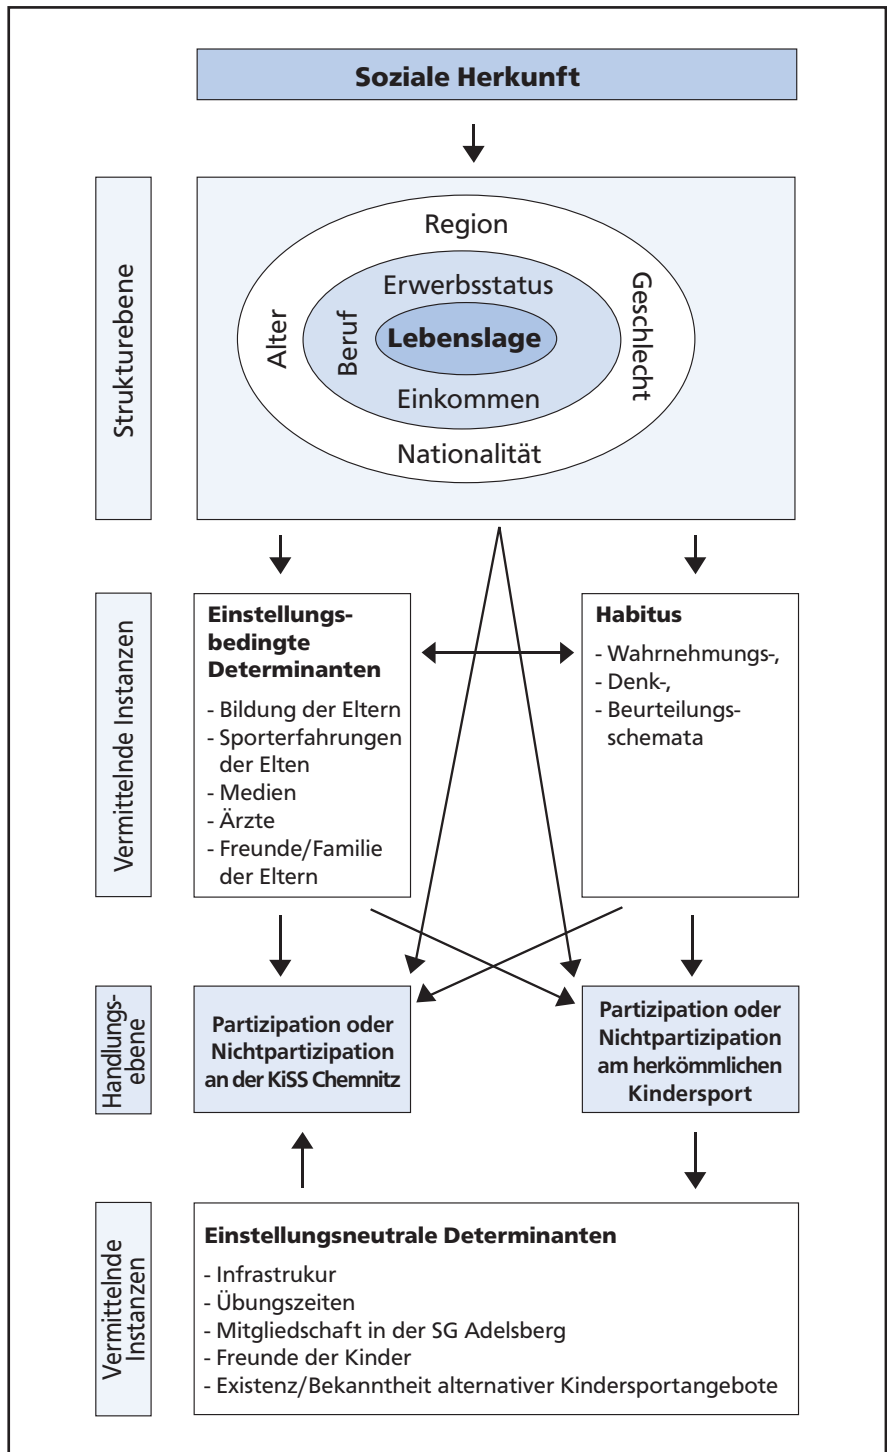 Soziale Herkunft
Strukturebene
Region
Erwerbsstatus
Alter
Beruf
Lebenslage
Geschlecht
Einkommen
Nationalität
Vermittelnde Instanzen
Einstellungs-
bedingte
Determinanten
- Bildung der Eltern
- Sporterfahrungen
der Elten
- Medien
- Ärzte
- Freunde/Familie
der Eltern
Habitus
- Wahrnehmungs-,
- Denk-,
- Beurteilungs-
schemata
Handlungs-
ebene
Partizipation oder
Nichtpartizipation
an der KiSS Chemnitz
Partizipation oder
Nichtpartizipation
am herkömmlichen
Kindersport
Vermittelnde
Instanzen
Einstellungsneutrale Determinanten
- Infrastrukur
- Übungszeiten
- Mitgliedschaft in der SG Adelsberg
- Freunde der Kinder
- Existenz/Bekanntheit alternativer Kindersportangebote